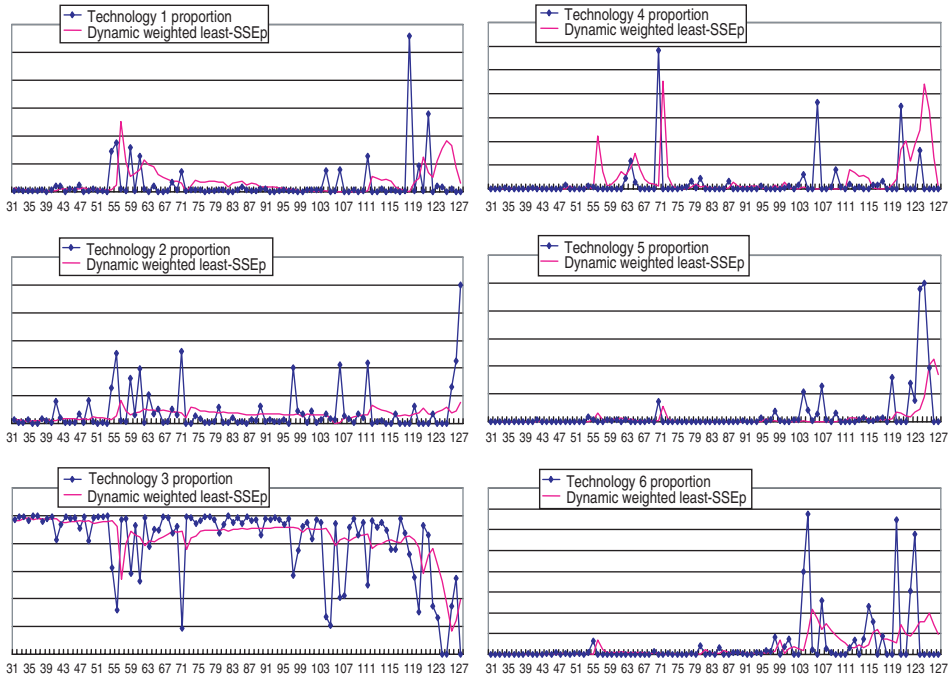 Technology 1 proportion
Dynamic weighted least-SSEp
31 35 39 43 47 51 55 59 63 67 71 75 79 83 87 91 95 99 103 107 111 115 119 123 127
Technology 4 proportion
Dynamic weighted least-SSEp
31 35 39 43 47 51 55 59 63 67 71 75 79 83 87 91 95 99 103 107 111 115 119 123 127
Technology 2 proportion
Dynamic weighted least-SSEp
31 35 39 43 47 51 55 59 63 67 71 75 79 83 87 91 95 99 103 107 111 115 119 123 127
Technology 5 proportion
Dynamic weighted least-SSEp
31 35 39 43 47 51 55 59 63 67 71 75 79 83 87 91 95 99 103 107 111 115 119 123 127
Technology 3 proportion
Dynamic weighted least-SSEp
31 35 39 43 47 51 55 59 63 67 71 75 79 83 87 91 95 99 103 107 111 115 119 123 127
Technology 6 proportion
Dynamic weighted least-SSEp
31 35 39 43 47 51 55 59 63 67 71 75 79 83 87 91 95 99 103 107 111 115 119 123 127